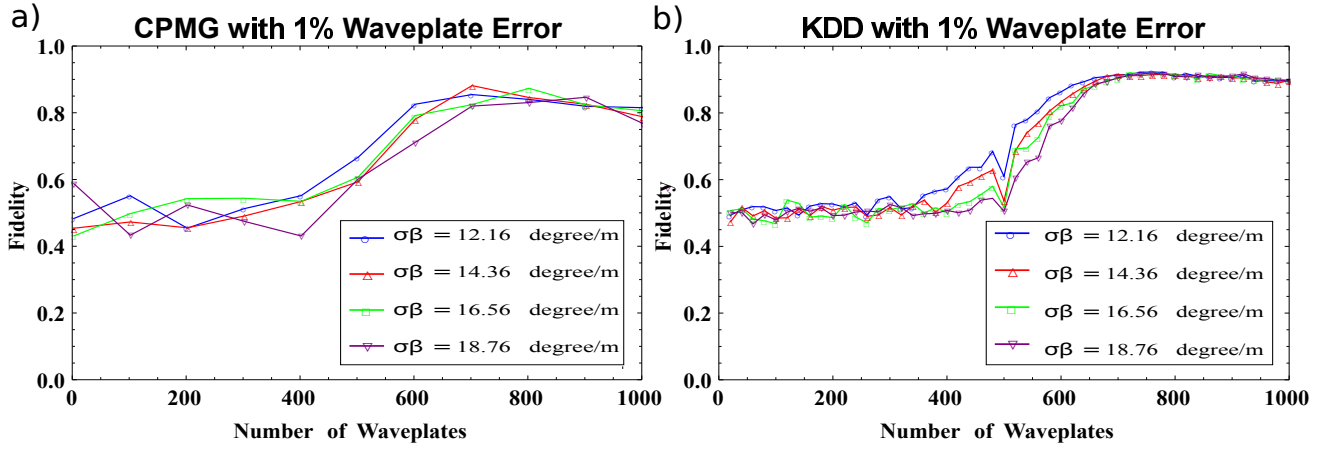 a)
CPMG with 1% Waveplate Error
1.0
0.8
0.6
0.4
0.2
0.0
Fidelity
0
200
400
600
800
1000
Number of Waveplates
σβ = 12.16 degree/m
σβ = 14.36 degree/m
σβ = 16.56 degree/m
σβ = 18.76 degree/m
b)
KDD with 1% Waveplate Error
1.0
0.8
0.6
0.4
0.2
0.0
Fidelity
0
200
400
600
800
1000
Number of Waveplates
σβ = 12.16 degree/m
σβ = 14.36 degree/m
σβ = 16.56 degree/m
σβ = 18.76 degree/m